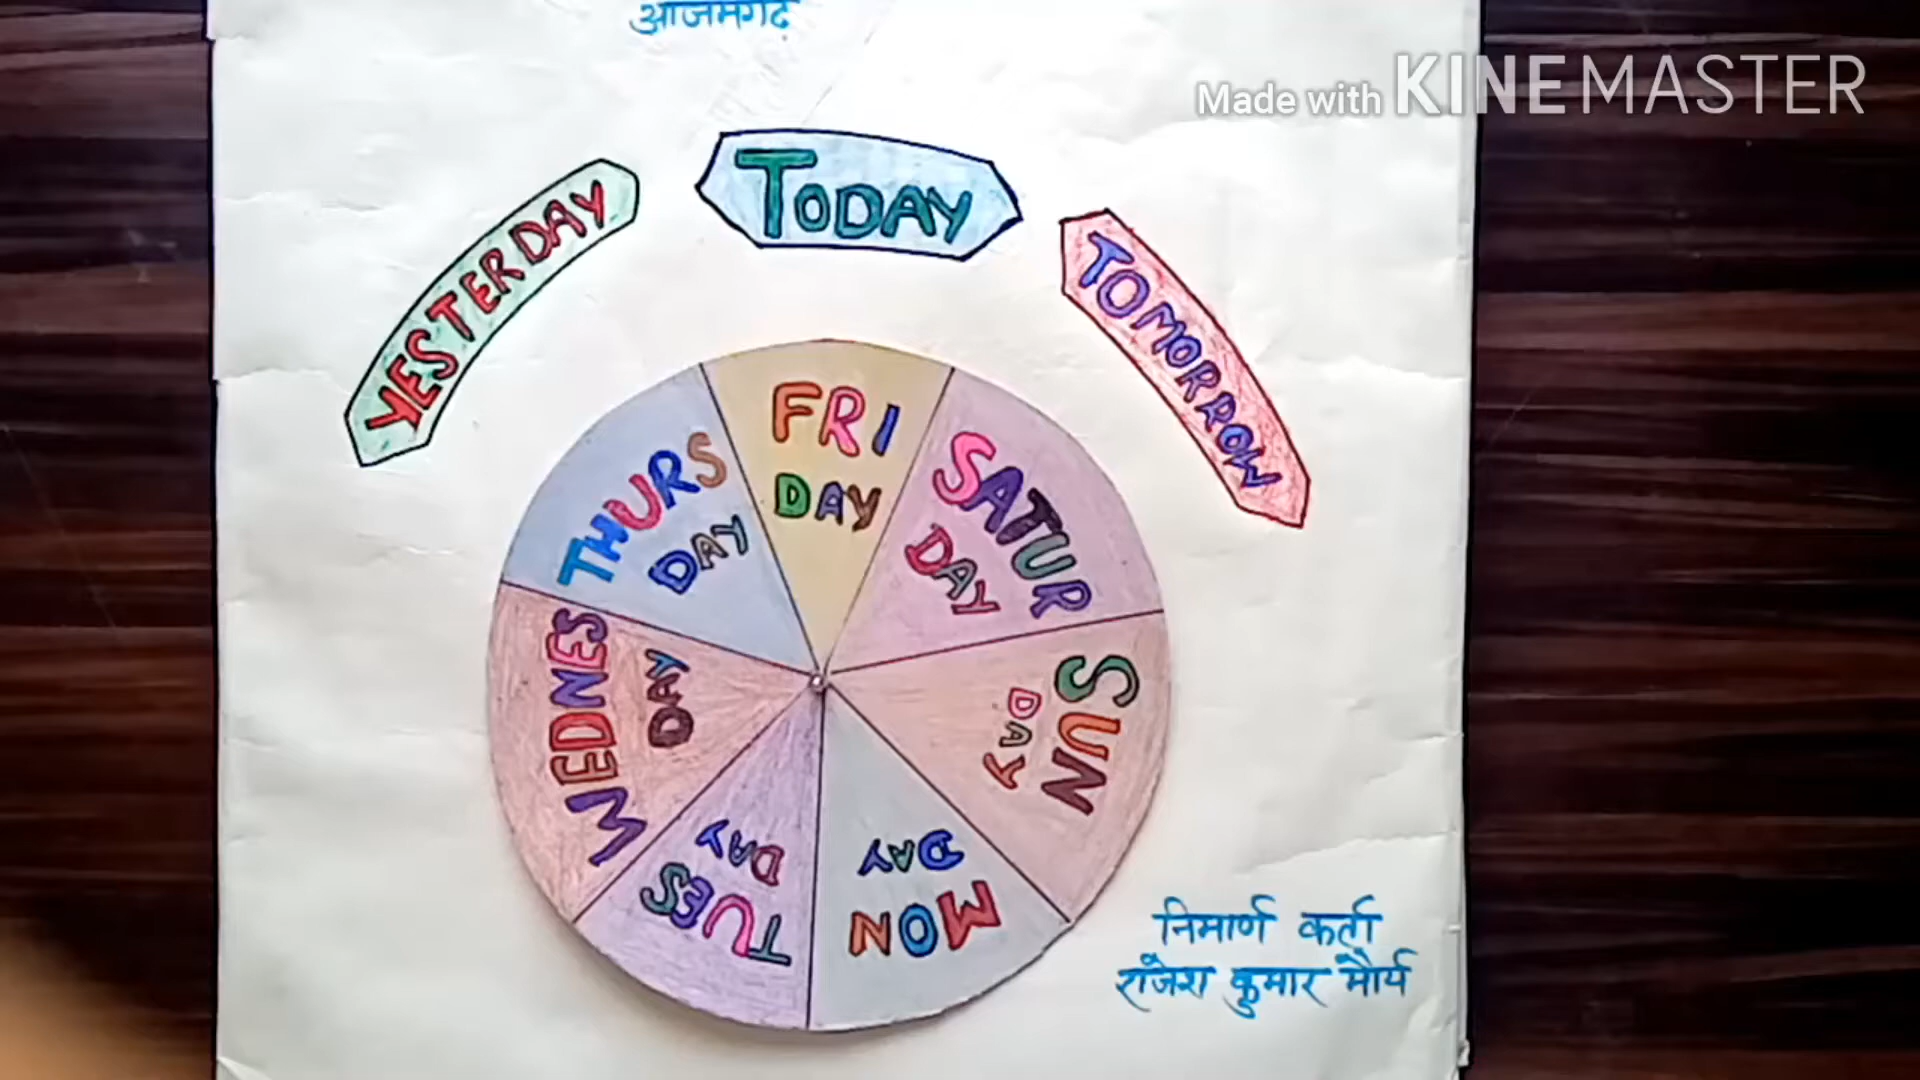 आजमगढ़
Made with KINEMASTER
YESTERDAY
TODAY
TOMORROW
FRI
DAY
SATUR
DAY
SUN
DAY
MON
DAY
TUES
DAY
WEDNES
DAY
THURS
DAY
निमार्ण कर्ता
राजेश कुमार मौर्य